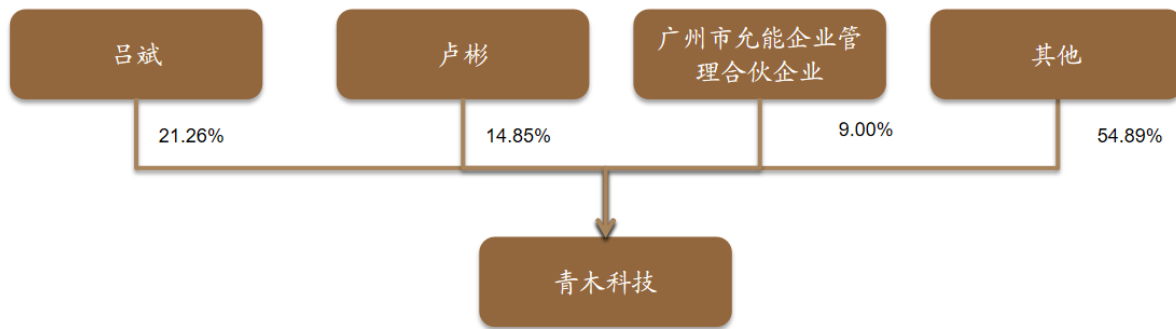 吕斌
卢彬
广州市允能企业管
理合伙企业
其他
21.26%
14.85%
9.00%
54.89%
青木科技